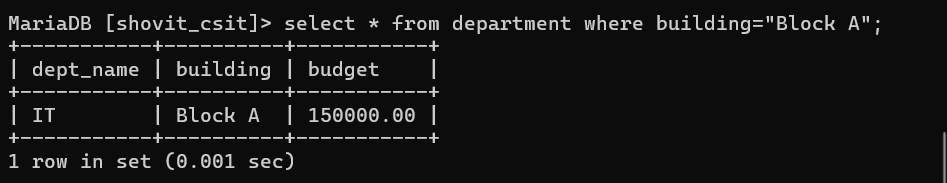 MariaDB [shovit_csit]> select * from department where building="Block A";
+-----------+----------+-----------+
| dept_name | building | budget    |
+-----------+----------+-----------+
| IT        | Block A  | 150000.00 |
+-----------+----------+-----------+
1 row in set (0.001 sec)